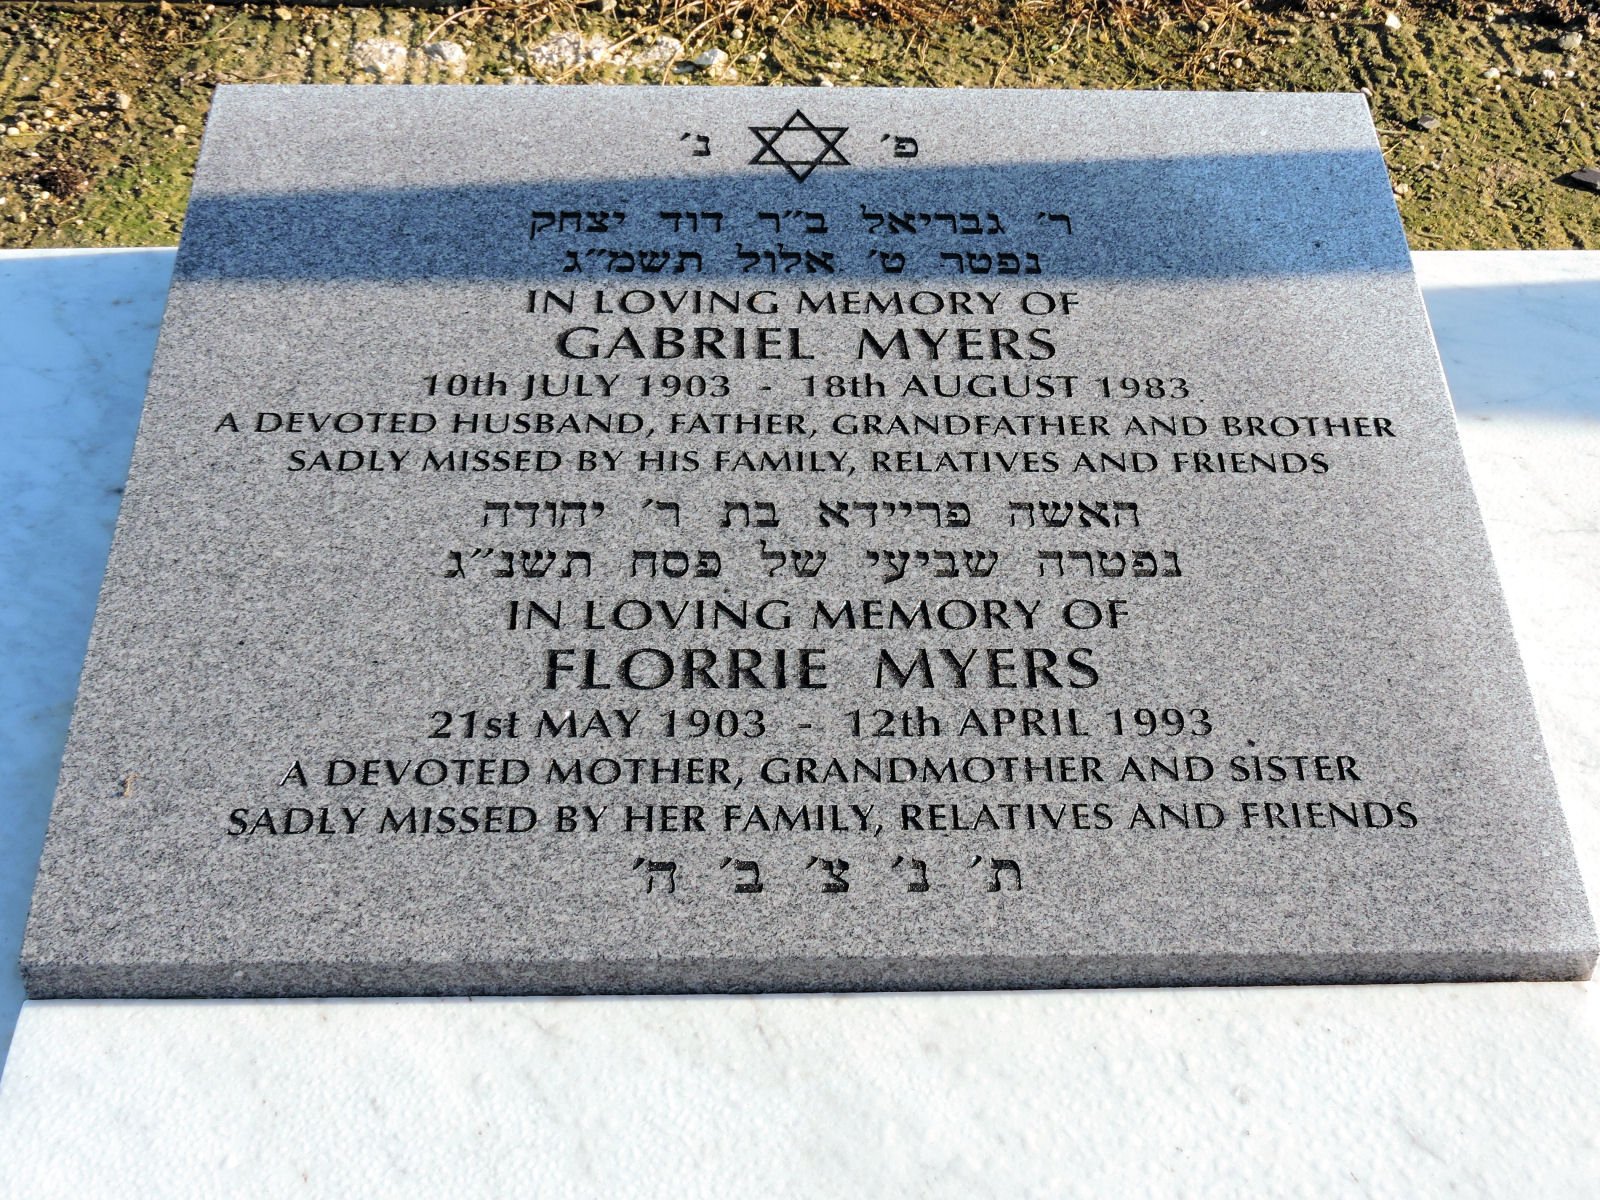 פ׳ נ׳
ר׳ גבריאל ב״ר דוד יצחק
נפטר ט׳ אלול תשמ״ג
IN LOVING MEMORY OF
GABRIEL MYERS
10th JULY 1903 - 18th AUGUST 1983
A DEVOTED HUSBAND, FATHER, GRANDFATHER AND BROTHER
SADLY MISSED BY HIS FAMILY, RELATIVES AND FRIENDS
האשה פריידא בת ר׳ יהודה
נפטרה שביעי של פסח תשנ״ג
IN LOVING MEMORY OF
FLORRIE MYERS
21st MAY 1903 - 12th APRIL 1993
A DEVOTED MOTHER, GRANDMOTHER AND SISTER
SADLY MISSED BY HER FAMILY, RELATIVES AND FRIENDS
ת׳ נ׳ צ׳ ב׳ ה׳